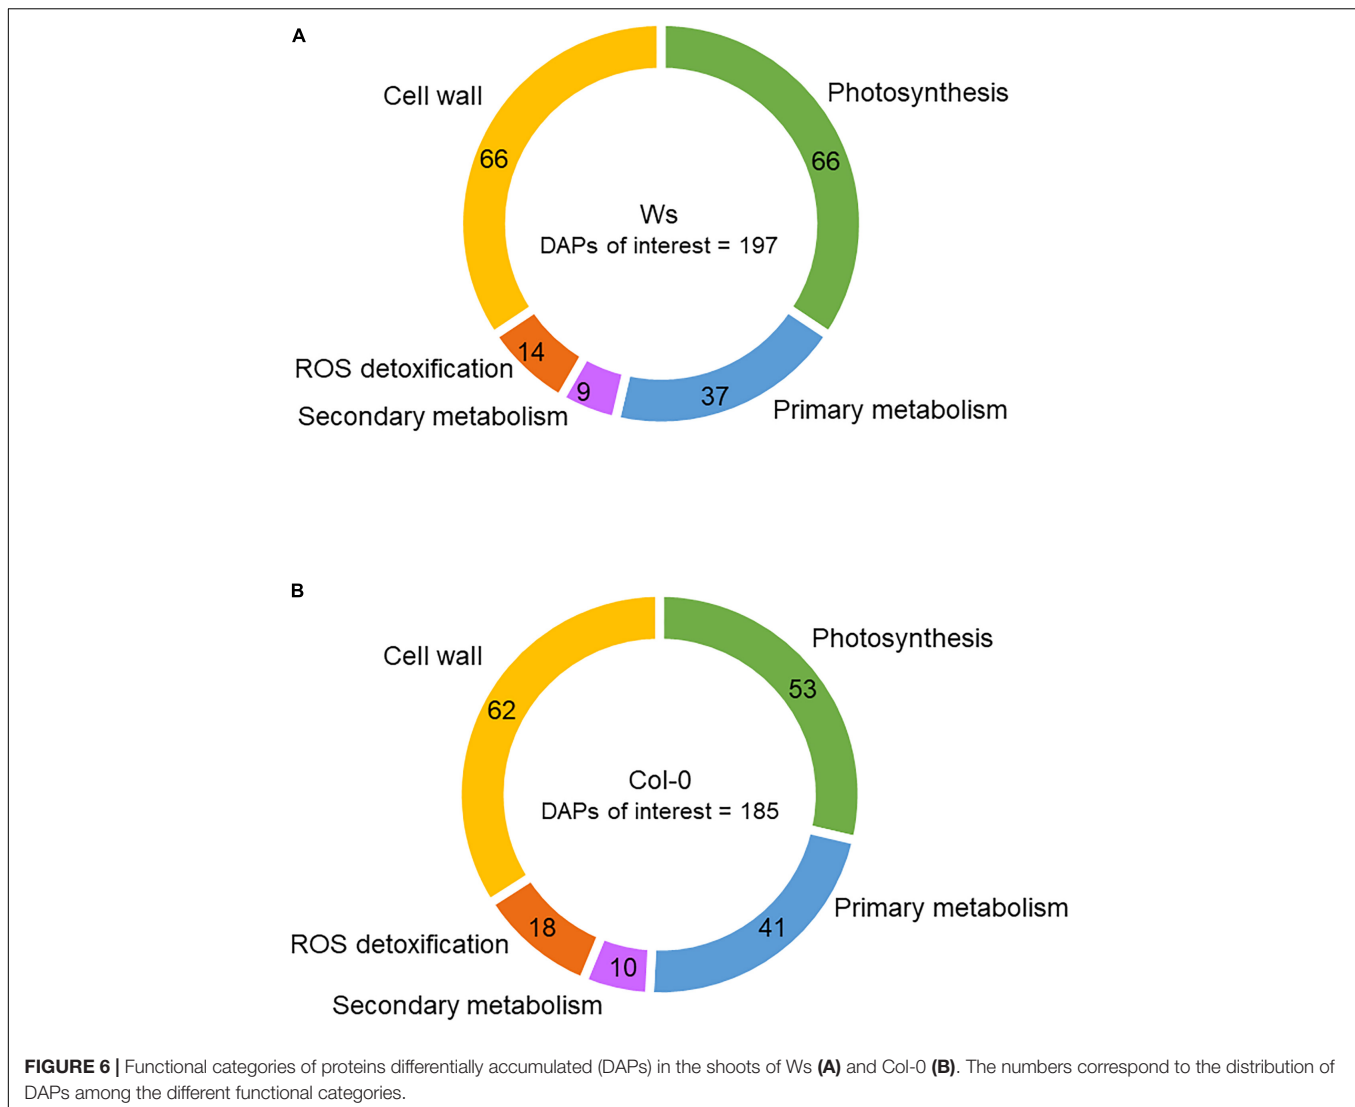 A
Cell wall
Photosynthesis
66
66
Ws
DAPs of interest = 197
14
ROS detoxification
9
37
Secondary metabolism
Primary metabolism
B
Cell wall
Photosynthesis
53
62
Col-0
DAPs of interest = 185
Primary metabolism
18
41
ROS detoxification
10
Secondary metabolism
FIGURE 6 | Functional categories of proteins differentially accumulated (DAPs) in the shoots of Ws (A) and Col-0 (B). The numbers correspond to the distribution of
DAPs among the different functional categories.